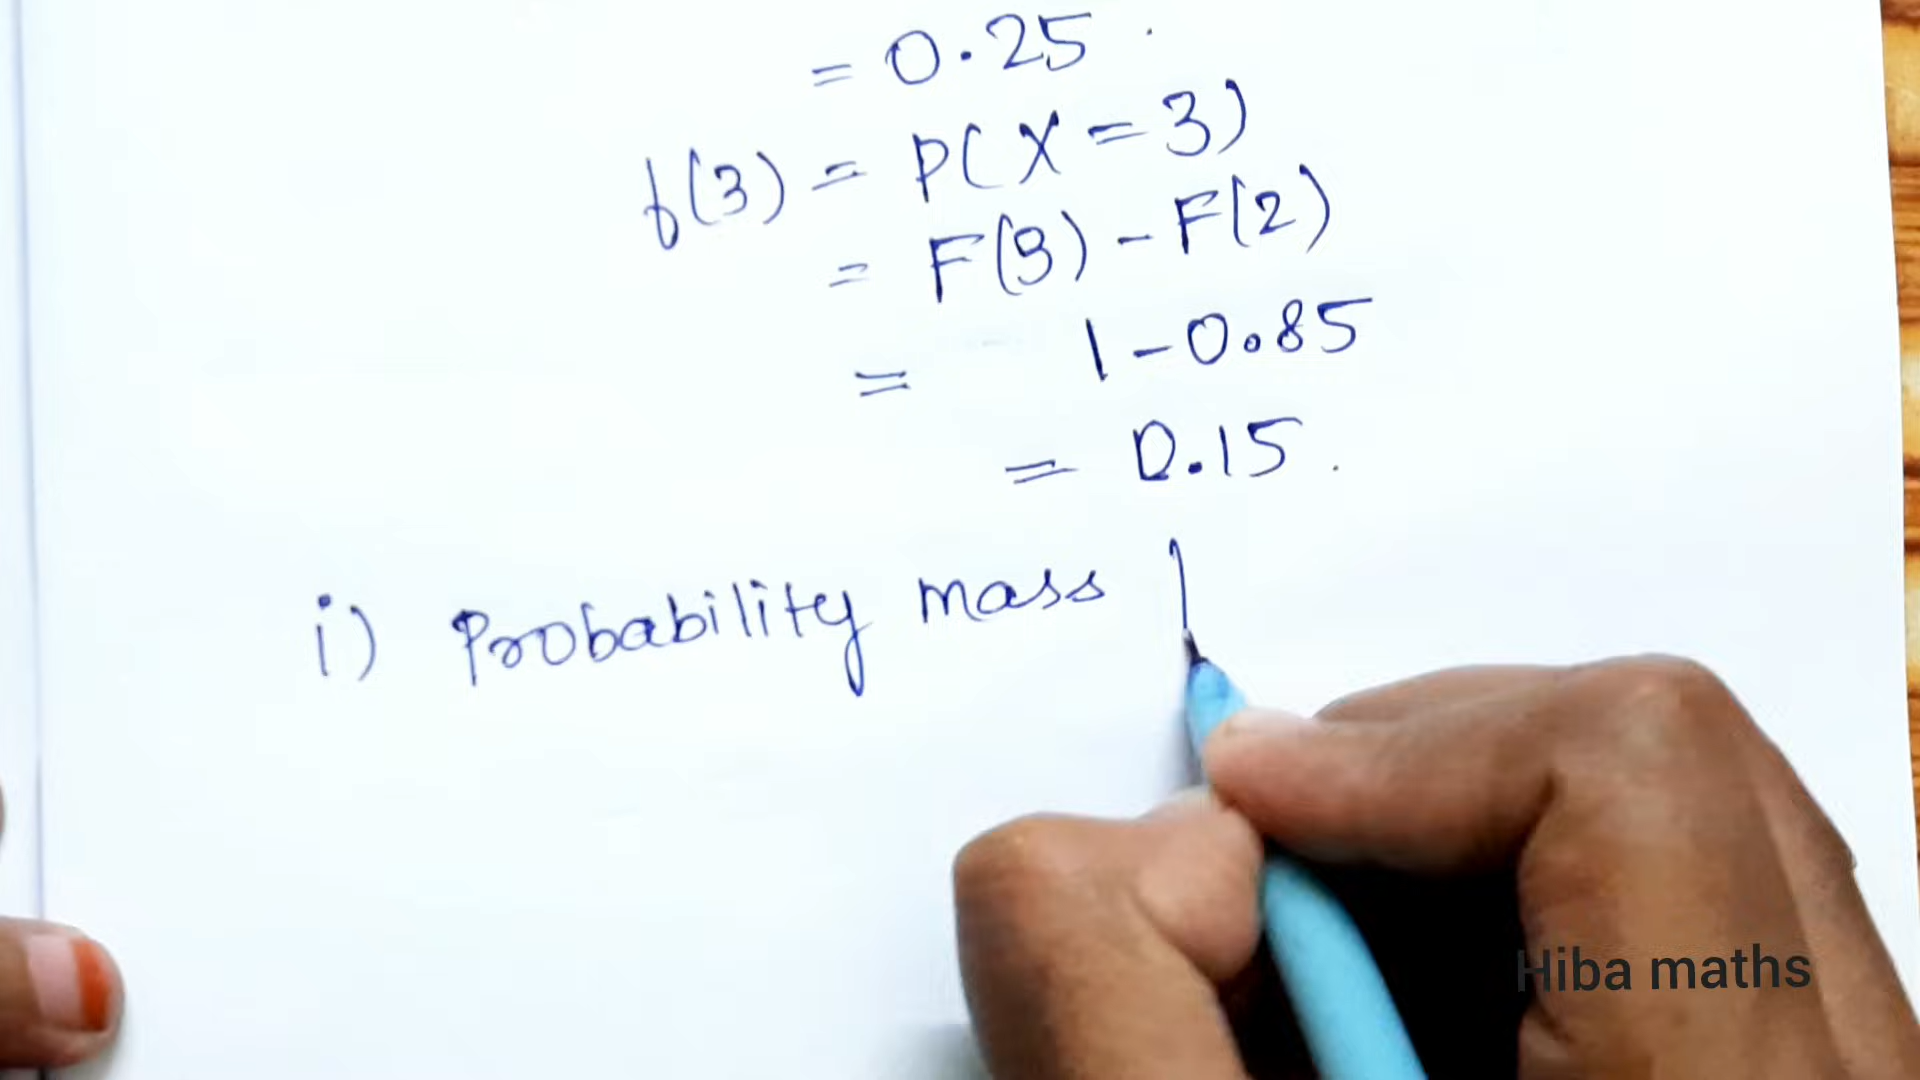 = 0.25.
f(3) = P(X=3)
= F(3) - F(2)
= 1-0.85
= 0.15.
i) Probability mass
Hiba maths